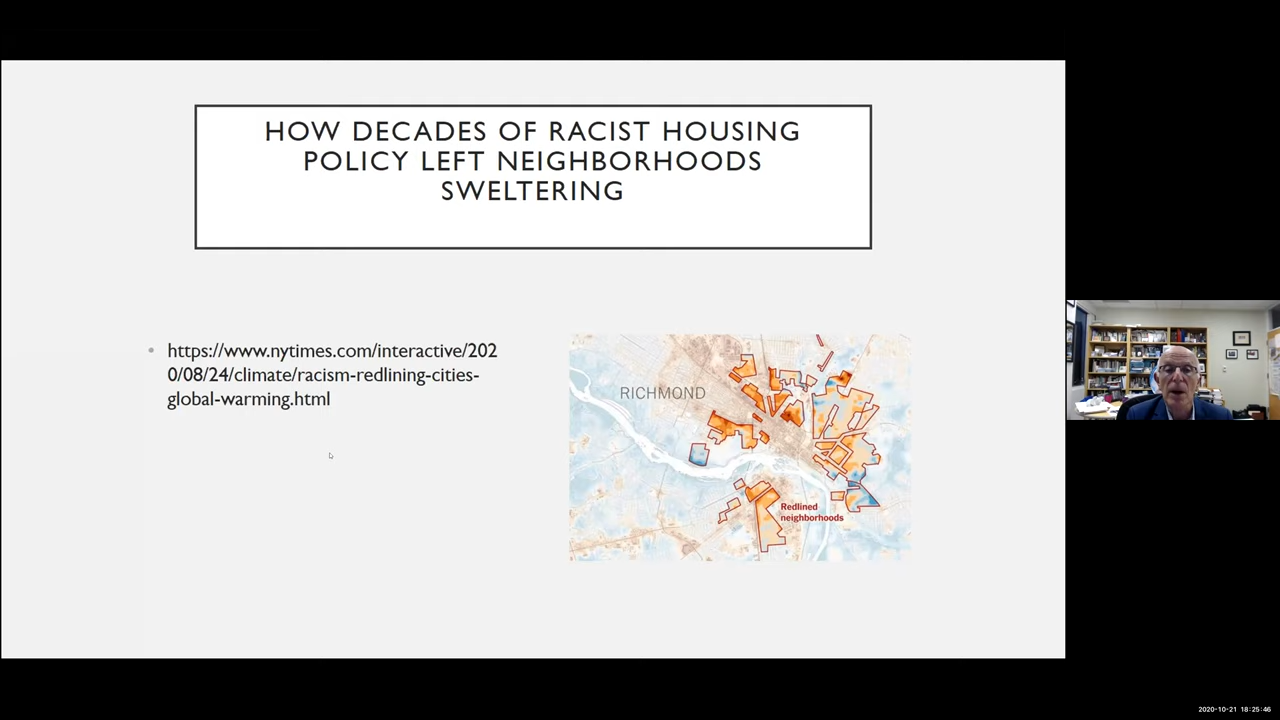 HOW DECADES OF RACIST HOUSING
POLICY LEFT NEIGHBORHOODS
SWELTERING
• https://www.nytimes.com/interactive/202
0/08/24/climate/racism-redlining-cities-
global-warming.html
RICHMOND
Redlined
neighborhoods
2020-10-21 18:25:46